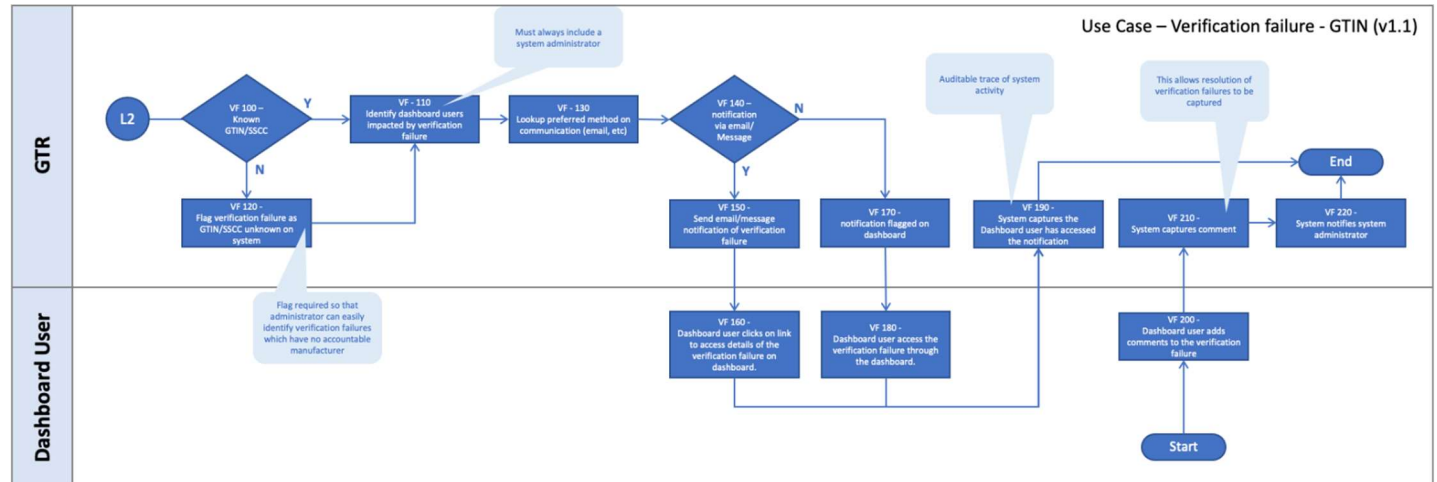 Use Case – Verification failure - GTIN (v1.1)
GTR
L2
VF 100 –
Known
GTIN/SSCC
Y
N
VF 120 -
Flag verification failure as
GTIN/SSCC unknown on
system
Flag required so that
administrator can easily
identify verification failures
which have no accountable
manufacturer
Must always include a
system administrator
VF - 110
Identify dashboard users
impacted by verification
failure
VF - 130
Lookup preferred method on
communication (email, etc)
VF 140 –
notification
via email/
Message
N
Y
VF 150 -
Send email/message
notification of verification
failure
VF 170 -
notification flagged on
dashboard
Auditable trace of system
activity
VF 190 -
System captures the
Dashboard user has accessed
the notification
This allows resolution of
verification failures to be
captured
VF 210 -
System captures comment
End
VF 220 -
System notifies system
administrator
Dashboard User
VF 160 -
Dashboard user clicks on link
to access details of the
verification failure on
dashboard.
VF 180 -
Dashboard user access the
verification failure through
the dashboard.
VF 200 -
Dashboard user adds
comments to the verification
failure
Start